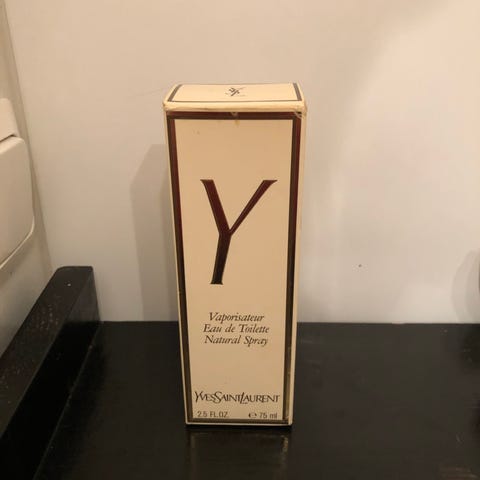 Y
Vaporisateur
Eau de Toilette
Natural Spray
YVESSAINTLAURENT
2.5 FL.OZ. ℮ 75 ml